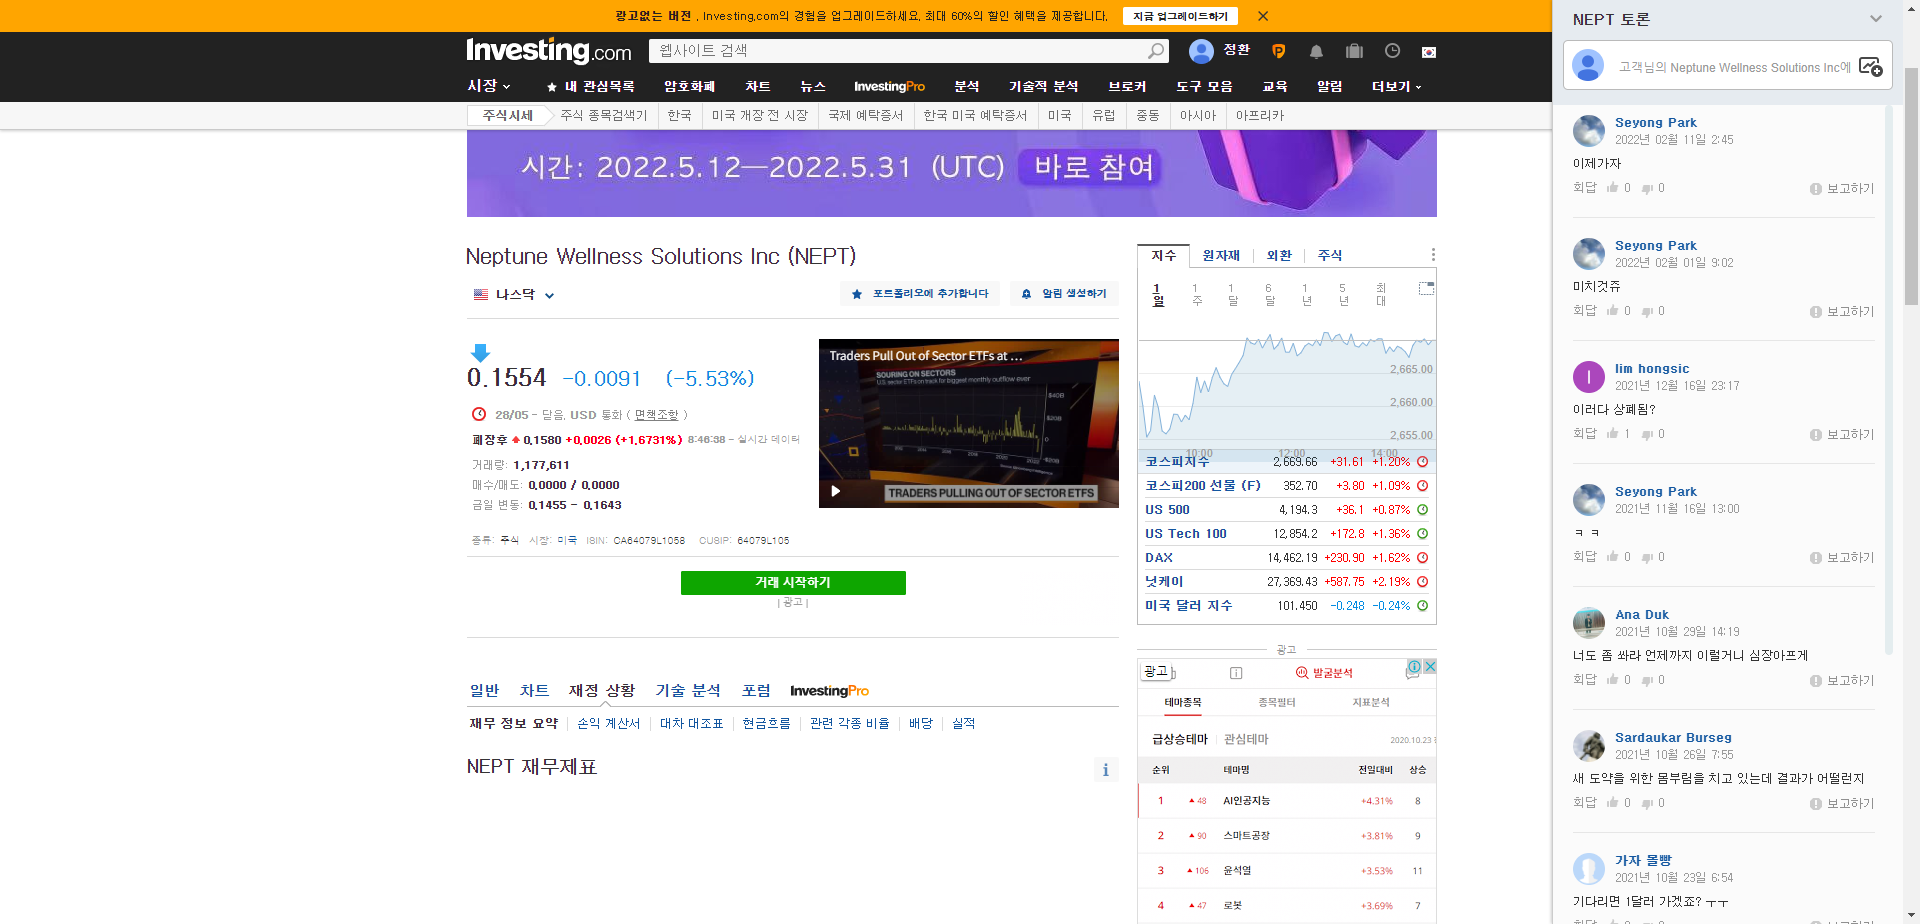 광고없는 버전 . Investing.com의 경험을 업그레이드하세요. 최대 60%의 할인 혜택을 제공합니다. 지금 업그레이드하기
Investing.com
웹사이트 검색
정환
시장 내 관심목록 암호화폐 차트 뉴스 InvestingPro 분석 기술적 분석 브로커 도구 모음 교육 알림 더보기
주식시세 주식 종목검색기 한국 미국 개장 전 시장 국제 예탁증서 한국 미국 예탁증서 미국 유럽 중동 아시아 아프리카
시간: 2022.5.12—2022.5.31 (UTC) 바로 참여
Neptune Wellness Solutions Inc (NEPT)
나스닥
포트폴리오에 추가합니다
알림 생성하기
0.1554 -0.0091 (-5.53%)
28/05 - 닫음. USD 통화 ( 면책조항 )
폐장후 0.1580 +0.0026 (+1.6731%) 8:46:38 - 실시간 데이터
거래량: 1,177,611
매수/매도: 0.0000 / 0.0000
금일 변동: 0.1455 - 0.1643
Traders Pull Out of Sector ETFs at ...
SOURING ON SECTORS
U.S. sector ETFs on track for biggest monthly outflow ever
TRADERS PULLING OUT OF SECTOR ETFS
종류: 주식 시장: 미국 ISIN: CA64079L1058 CUSIP: 64079L105
거래 시작하기
| 광고 |
일반 차트 재정 상황 기술 분석 포럼 InvestingPro
재무 정보 요약 손익 계산서 대차 대조표 현금흐름 관련 각종 비율 배당 실적
NEPT 재무제표
지수 원자재 외환 주식
1일 1주 1달 6달 1년 5년 최대
2,665.00
2,660.00
2,655.00
10:00 12:00 14:00
코스피지수 2,669.66 +31.61 +1.20%
코스피200 선물 (F) 352.70 +3.80 +1.09%
US 500 4,194.3 +36.1 +0.87%
US Tech 100 12,854.2 +172.8 +1.36%
DAX 14,462.19 +230.90 +1.62%
닛케이 27,369.43 +587.75 +2.19%
미국 달러 지수 101.450 -0.248 -0.24%
광고
광고
발굴분석
테마종목 종목필터 지표분석
급상승테마 관심테마 2020.10.23
순위 테마명 전일대비 상승
1 48 AI인공지능 +4.31% 8
2 90 스마트공장 +3.81% 9
3 106 윤석열 +3.53% 11
4 47 로봇 +3.69% 7
NEPT 토론
고객님의 Neptune Wellness Solutions Inc에
Seyong Park
2022년 02월 11일 2:45
이제가자
회답 0 0 보고하기
Seyong Park
2022년 02월 01일 9:02
미치것쥬
회답 0 0 보고하기
lim hongsic
2021년 12월 16일 23:17
이러다 상폐됨?
회답 1 0 보고하기
Seyong Park
2021년 11월 16일 13:00
ㅋ ㅋ
회답 0 0 보고하기
Ana Duk
2021년 10월 29일 14:19
너도 좀 쏴라 언제까지 이럴거니 심장아프게
회답 0 0 보고하기
Sardaukar Burseg
2021년 10월 26일 7:55
새 도약을 위한 몸부림을 치고 있는데 결과가 어떨런지
회답 0 0 보고하기
가자 몰빵
2021년 10월 23일 6:54
기다리면 1달러 가겠죠? ㅜㅜ